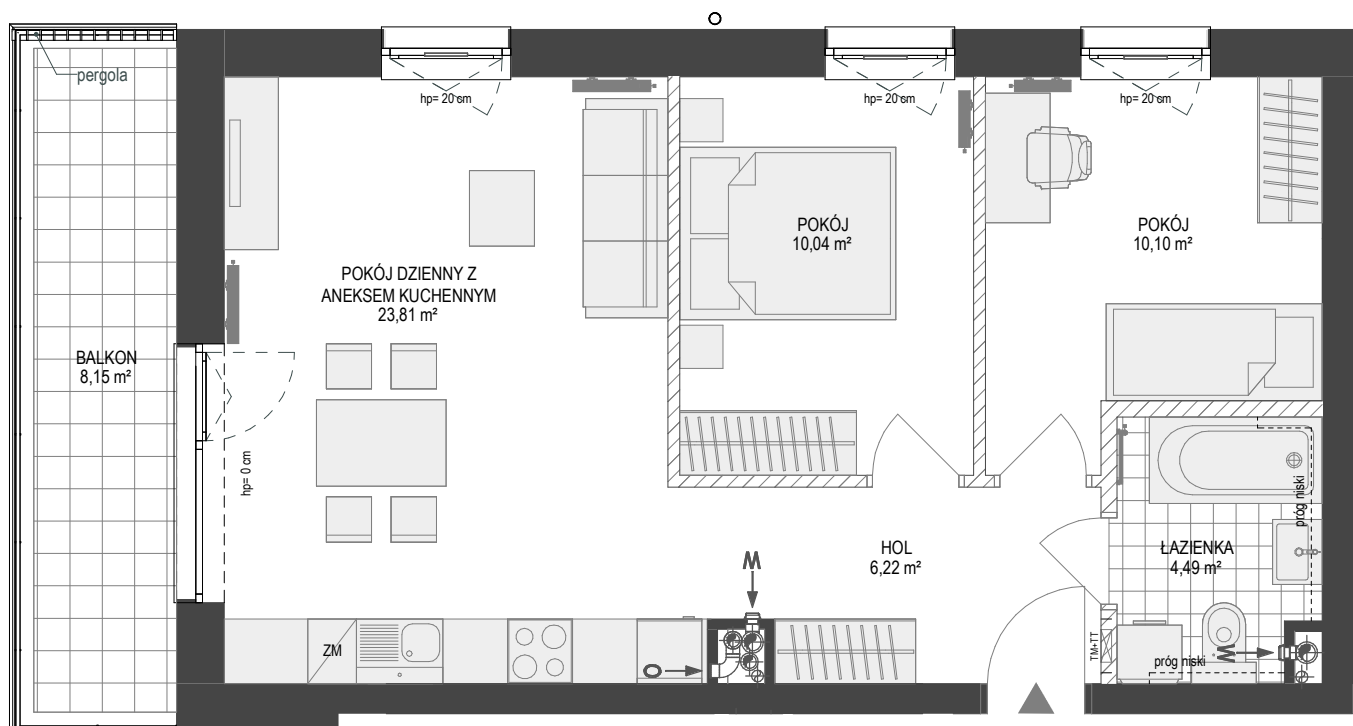 pergola
hp= 20 cm
hp= 20 cm
hp= 20 cm
POKÓJ DZIENNY Z
ANEKSEM KUCHENNYM
23,81 m²
POKÓJ
10,04 m²
POKÓJ
10,10 m²
BALKON
8,15 m²
hp= 0 cm
HOL
6,22 m²
ŁAZIENKA
4,49 m²
próg niski
próg niski
ZM
O
W
W
TM+TT